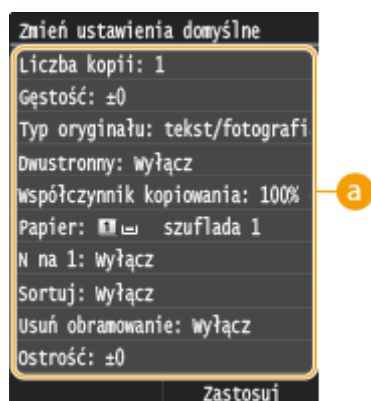 Zmień ustawienia domyślne
Liczba kopii: 1
Gęstość: ±0
Typ oryginału: tekst/fotografi
Dwustronny: Wyłącz
Współczynnik kopiowania: 100%
a
Papier: 1 szuflada 1
N na 1: Wyłącz
Sortuj: Wyłącz
Usuń obramowanie: Wyłącz
Ostrość: ±0
Zastosuj